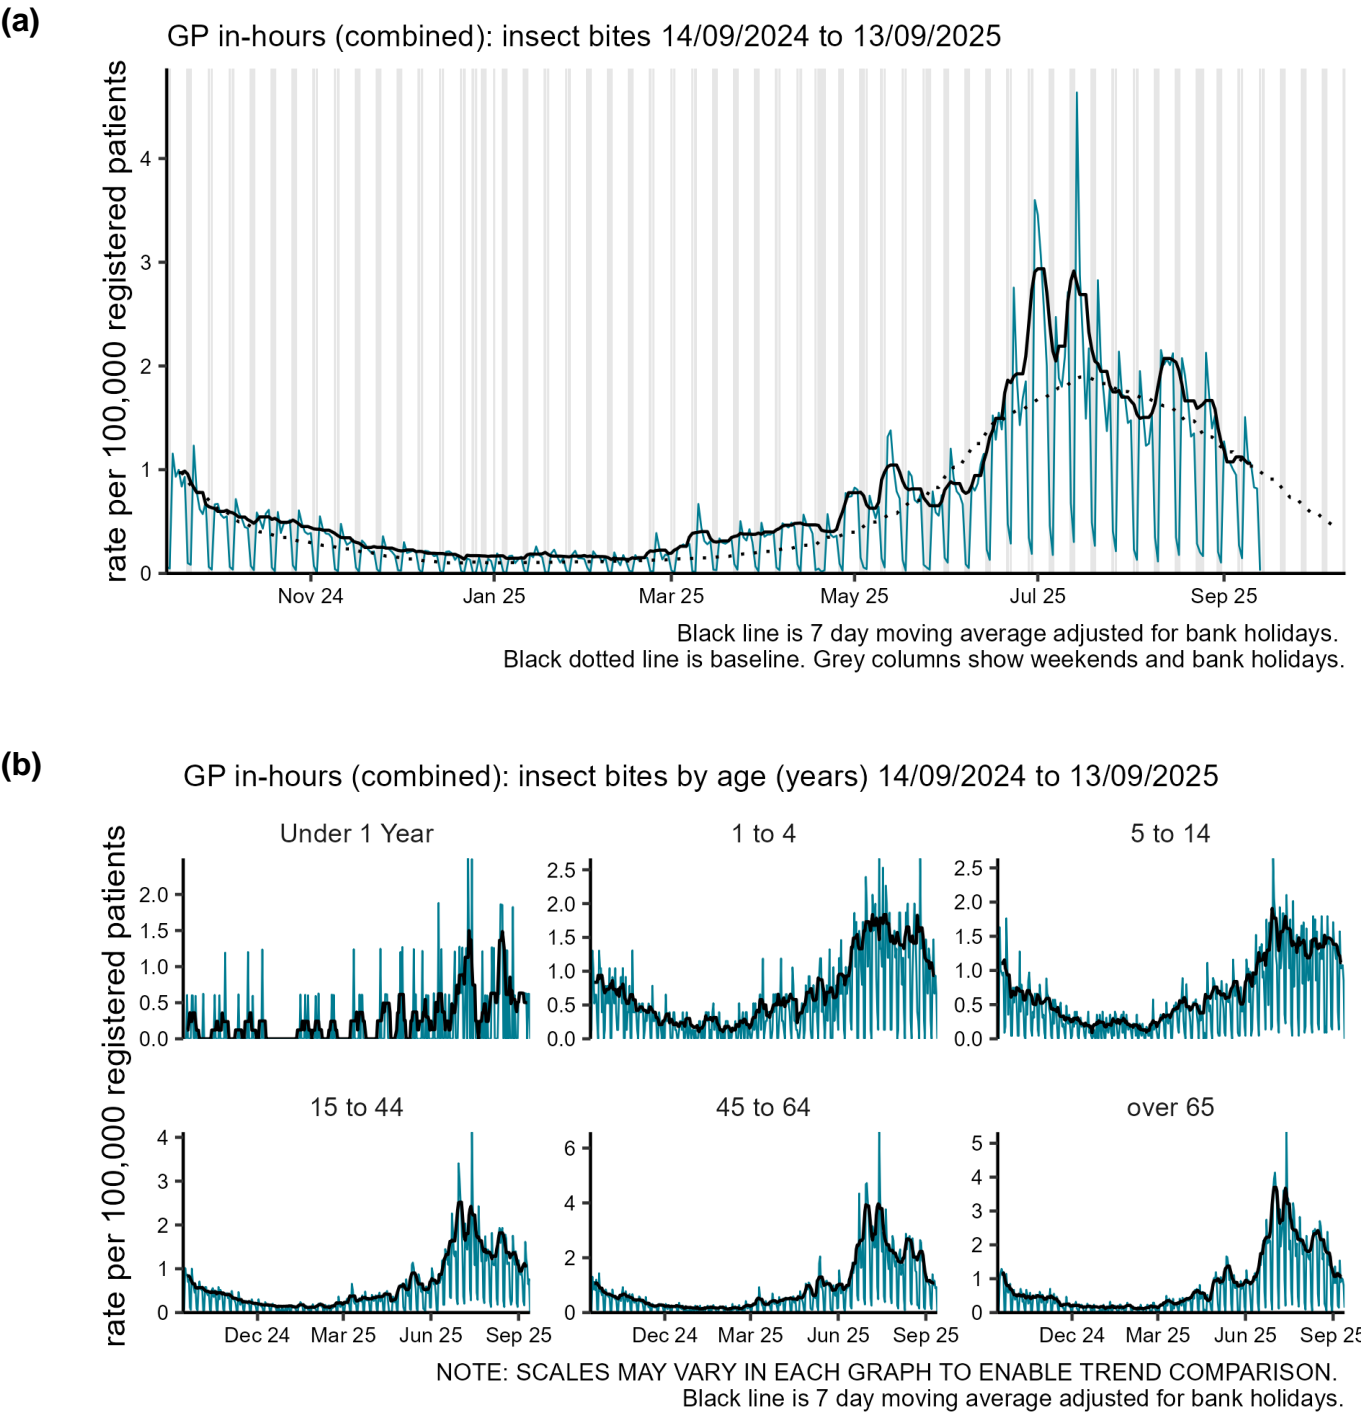 (a)
GP in-hours (combined): insect bites 14/09/2024 to 13/09/2025
rate per 100,000 registered patients
4
3
2
1
0
Nov 24
Jan 25
Mar 25
May 25
Jul 25
Sep 25
Black line is 7 day moving average adjusted for bank holidays.
Black dotted line is baseline. Grey columns show weekends and bank holidays.
(b)
GP in-hours (combined): insect bites by age (years) 14/09/2024 to 13/09/2025
rate per 100,000 registered patients
Under 1 Year
2.0
1.5
1.0
0.5
0.0
1 to 4
2.5
2.0
1.5
1.0
0.5
0.0
5 to 14
2.5
2.0
1.5
1.0
0.5
0.0
15 to 44
4
3
2
1
0
Dec 24
Mar 25
Jun 25
Sep 25
45 to 64
6
4
2
0
Dec 24
Mar 25
Jun 25
Sep 25
over 65
5
4
3
2
1
0
Dec 24
Mar 25
Jun 25
Sep 25
NOTE: SCALES MAY VARY IN EACH GRAPH TO ENABLE TREND COMPARISON.
Black line is 7 day moving average adjusted for bank holidays.